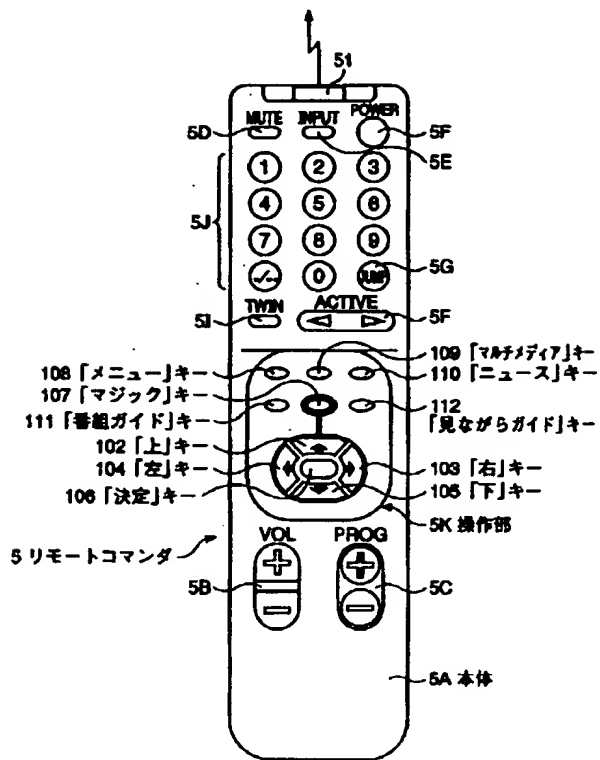 51
MUTE INPUT POWER
5D 5F
5E
1 2 3
4 5 6
5J
7 8 9
-/-- 0 JUMP
5G
TWIN ACTIVE
5I 5F
109「マルチメディア」キー
108「メニュー」キー
110「ニュース」キー
107「マジック」キー
112
111「番組ガイド」キー
「見ながらガイド」キー
102「上」キー
104「左」キー 103「右」キー
106「決定」キー 105「下」キー
5K 操作部
VOL PROG
5 リモートコマンダ
5B 5C
5A 本体